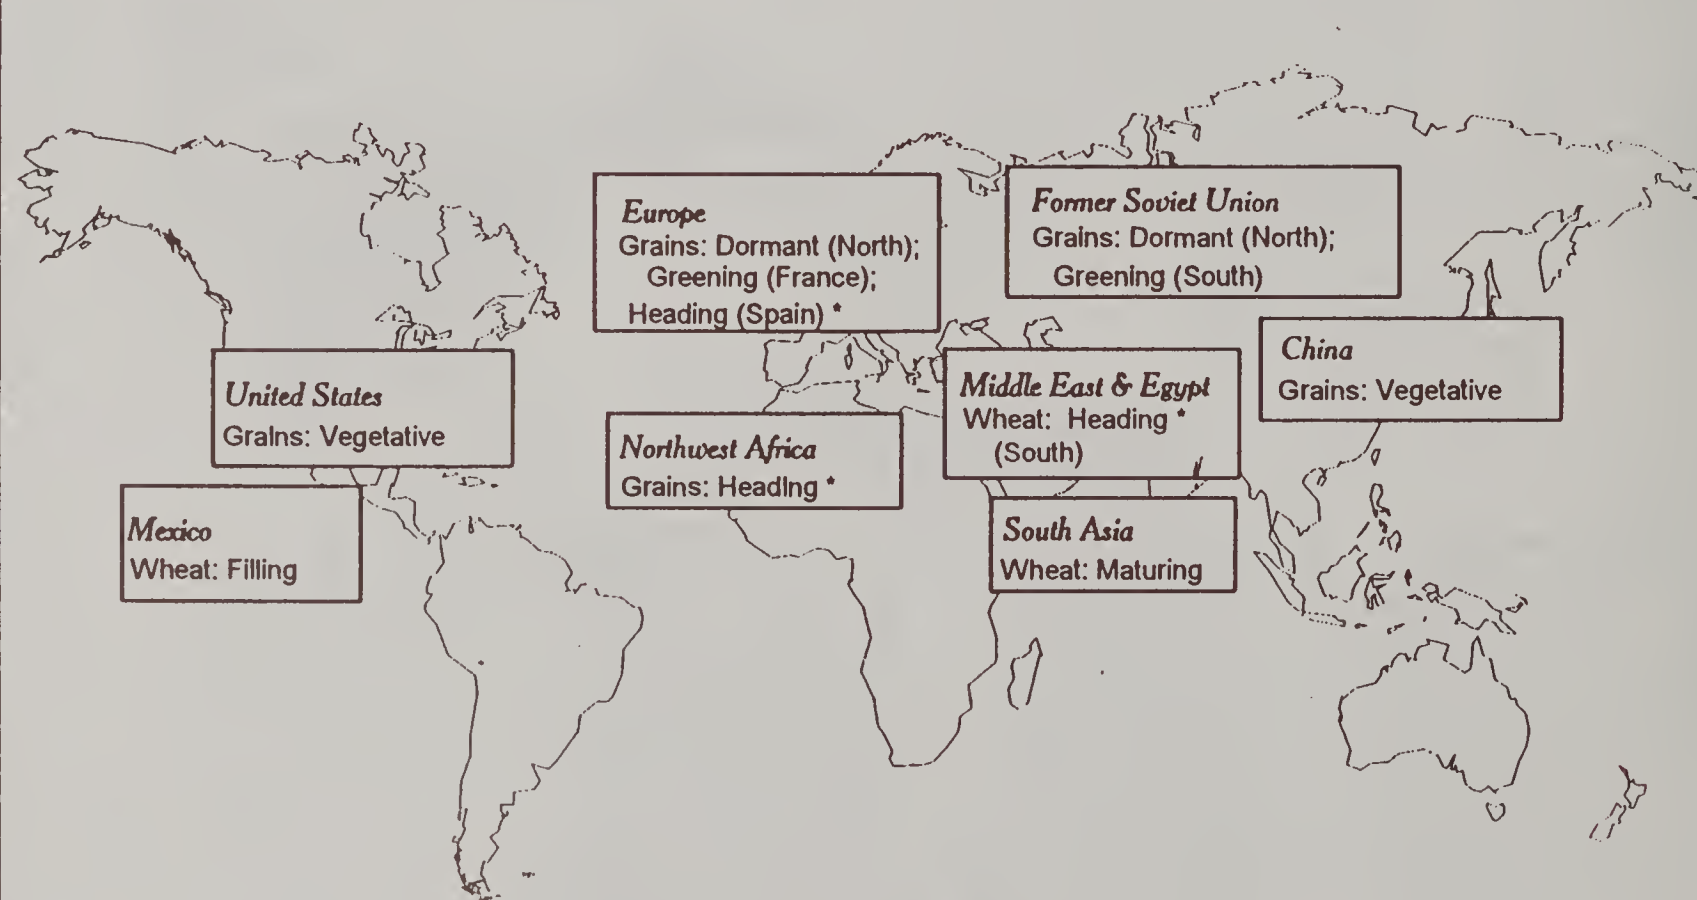 Europe
Grains: Dormant (North);
Greening (France);
Heading (Spain) *
Former Soviet Union
Grains: Dormant (North);
Greening (South)
United States
Grains: Vegetative
Mexico
Wheat: Filling
Northwest Africa
Grains: Heading *
Middle East & Egypt
Wheat: Heading *
(South)
South Asia
Wheat: Maturing
China
Grains: Vegetative